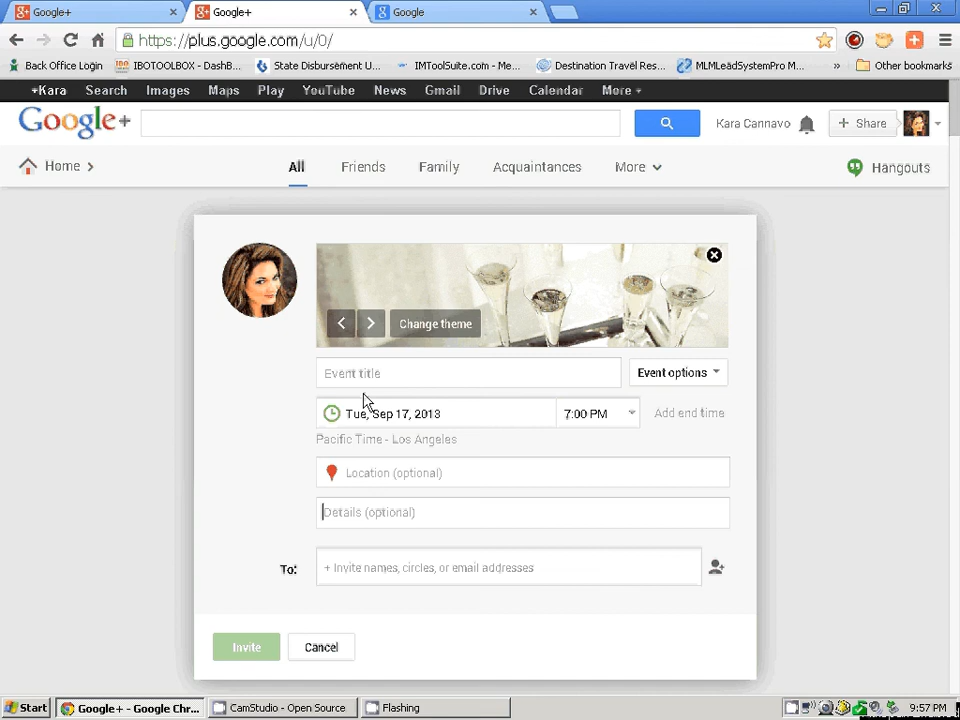 Google+
Google+
Google
https://plus.google.com/u/0/
Back Office Login
IBOTOOLBOX - DashB...
State Disbursement U...
IMToolSuite.com - Me...
Destination Travel Res...
MLMLeadSystemPro M...
»
Other bookmarks
+Kara Search Images Maps Play YouTube News Gmail Drive Calendar More
Google+
Kara Cannavo
+ Share
Home
All
Friends
Family
Acquaintances
More
Hangouts
Change theme
Event title
Event options
Tue, Sep 17, 2013
7:00 PM
Add end time
Pacific Time - Los Angeles
Location (optional)
Details (optional)
To:
+ Invite names, circles, or email addresses
Invite
Cancel
Start
Google+ - Google Chr...
CamStudio - Open Source
Flashing
9:57 PM